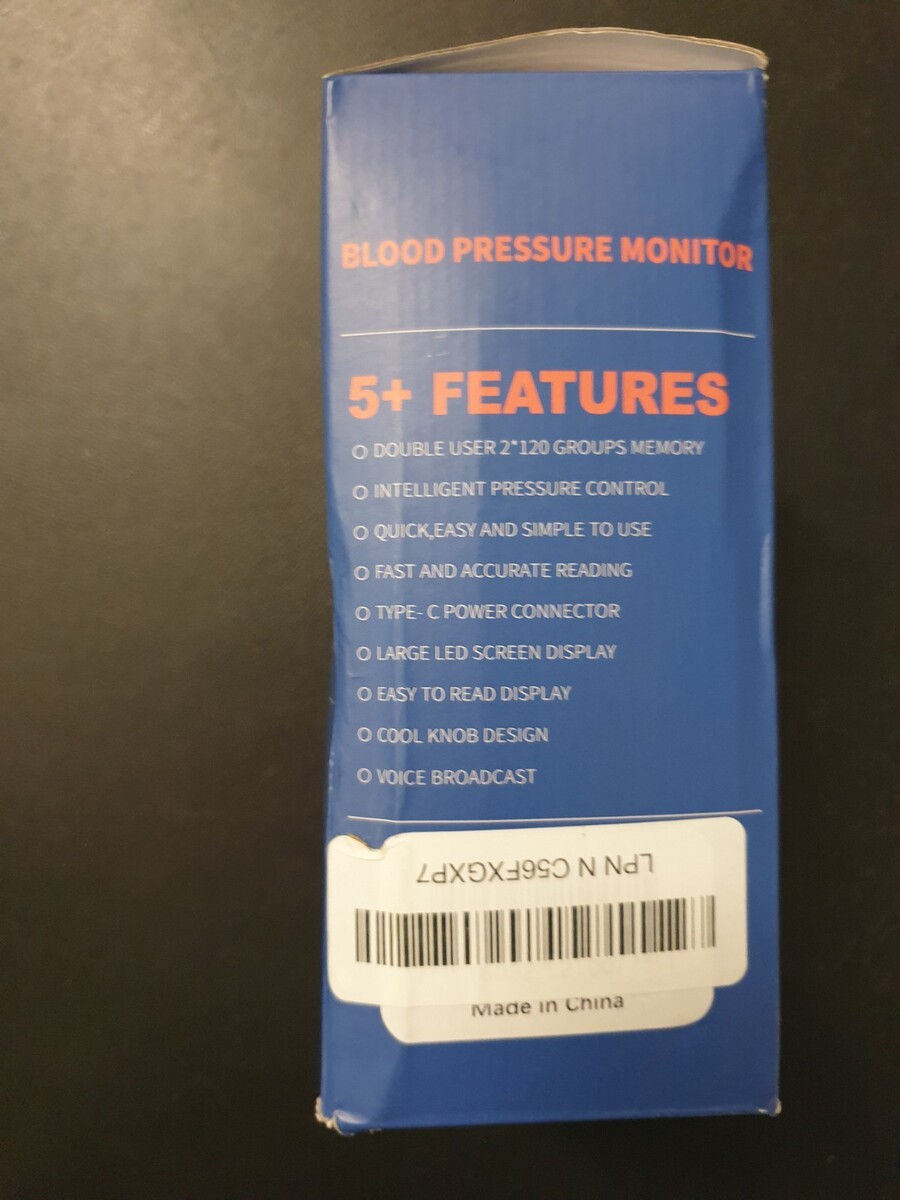 BLOOD PRESSURE MONITOR
5+ FEATURES
DOUBLE USER 2*120 GROUPS MEMORY
INTELLIGENT PRESSURE CONTROL
QUICK,EASY AND SIMPLE TO USE
FAST AND ACCURATE READING
TYPE- C POWER CONNECTOR
LARGE LED SCREEN DISPLAY
EASY TO READ DISPLAY
COOL KNOB DESIGN
VOICE BROADCAST
LPN N C56FXGXP7
Made in China